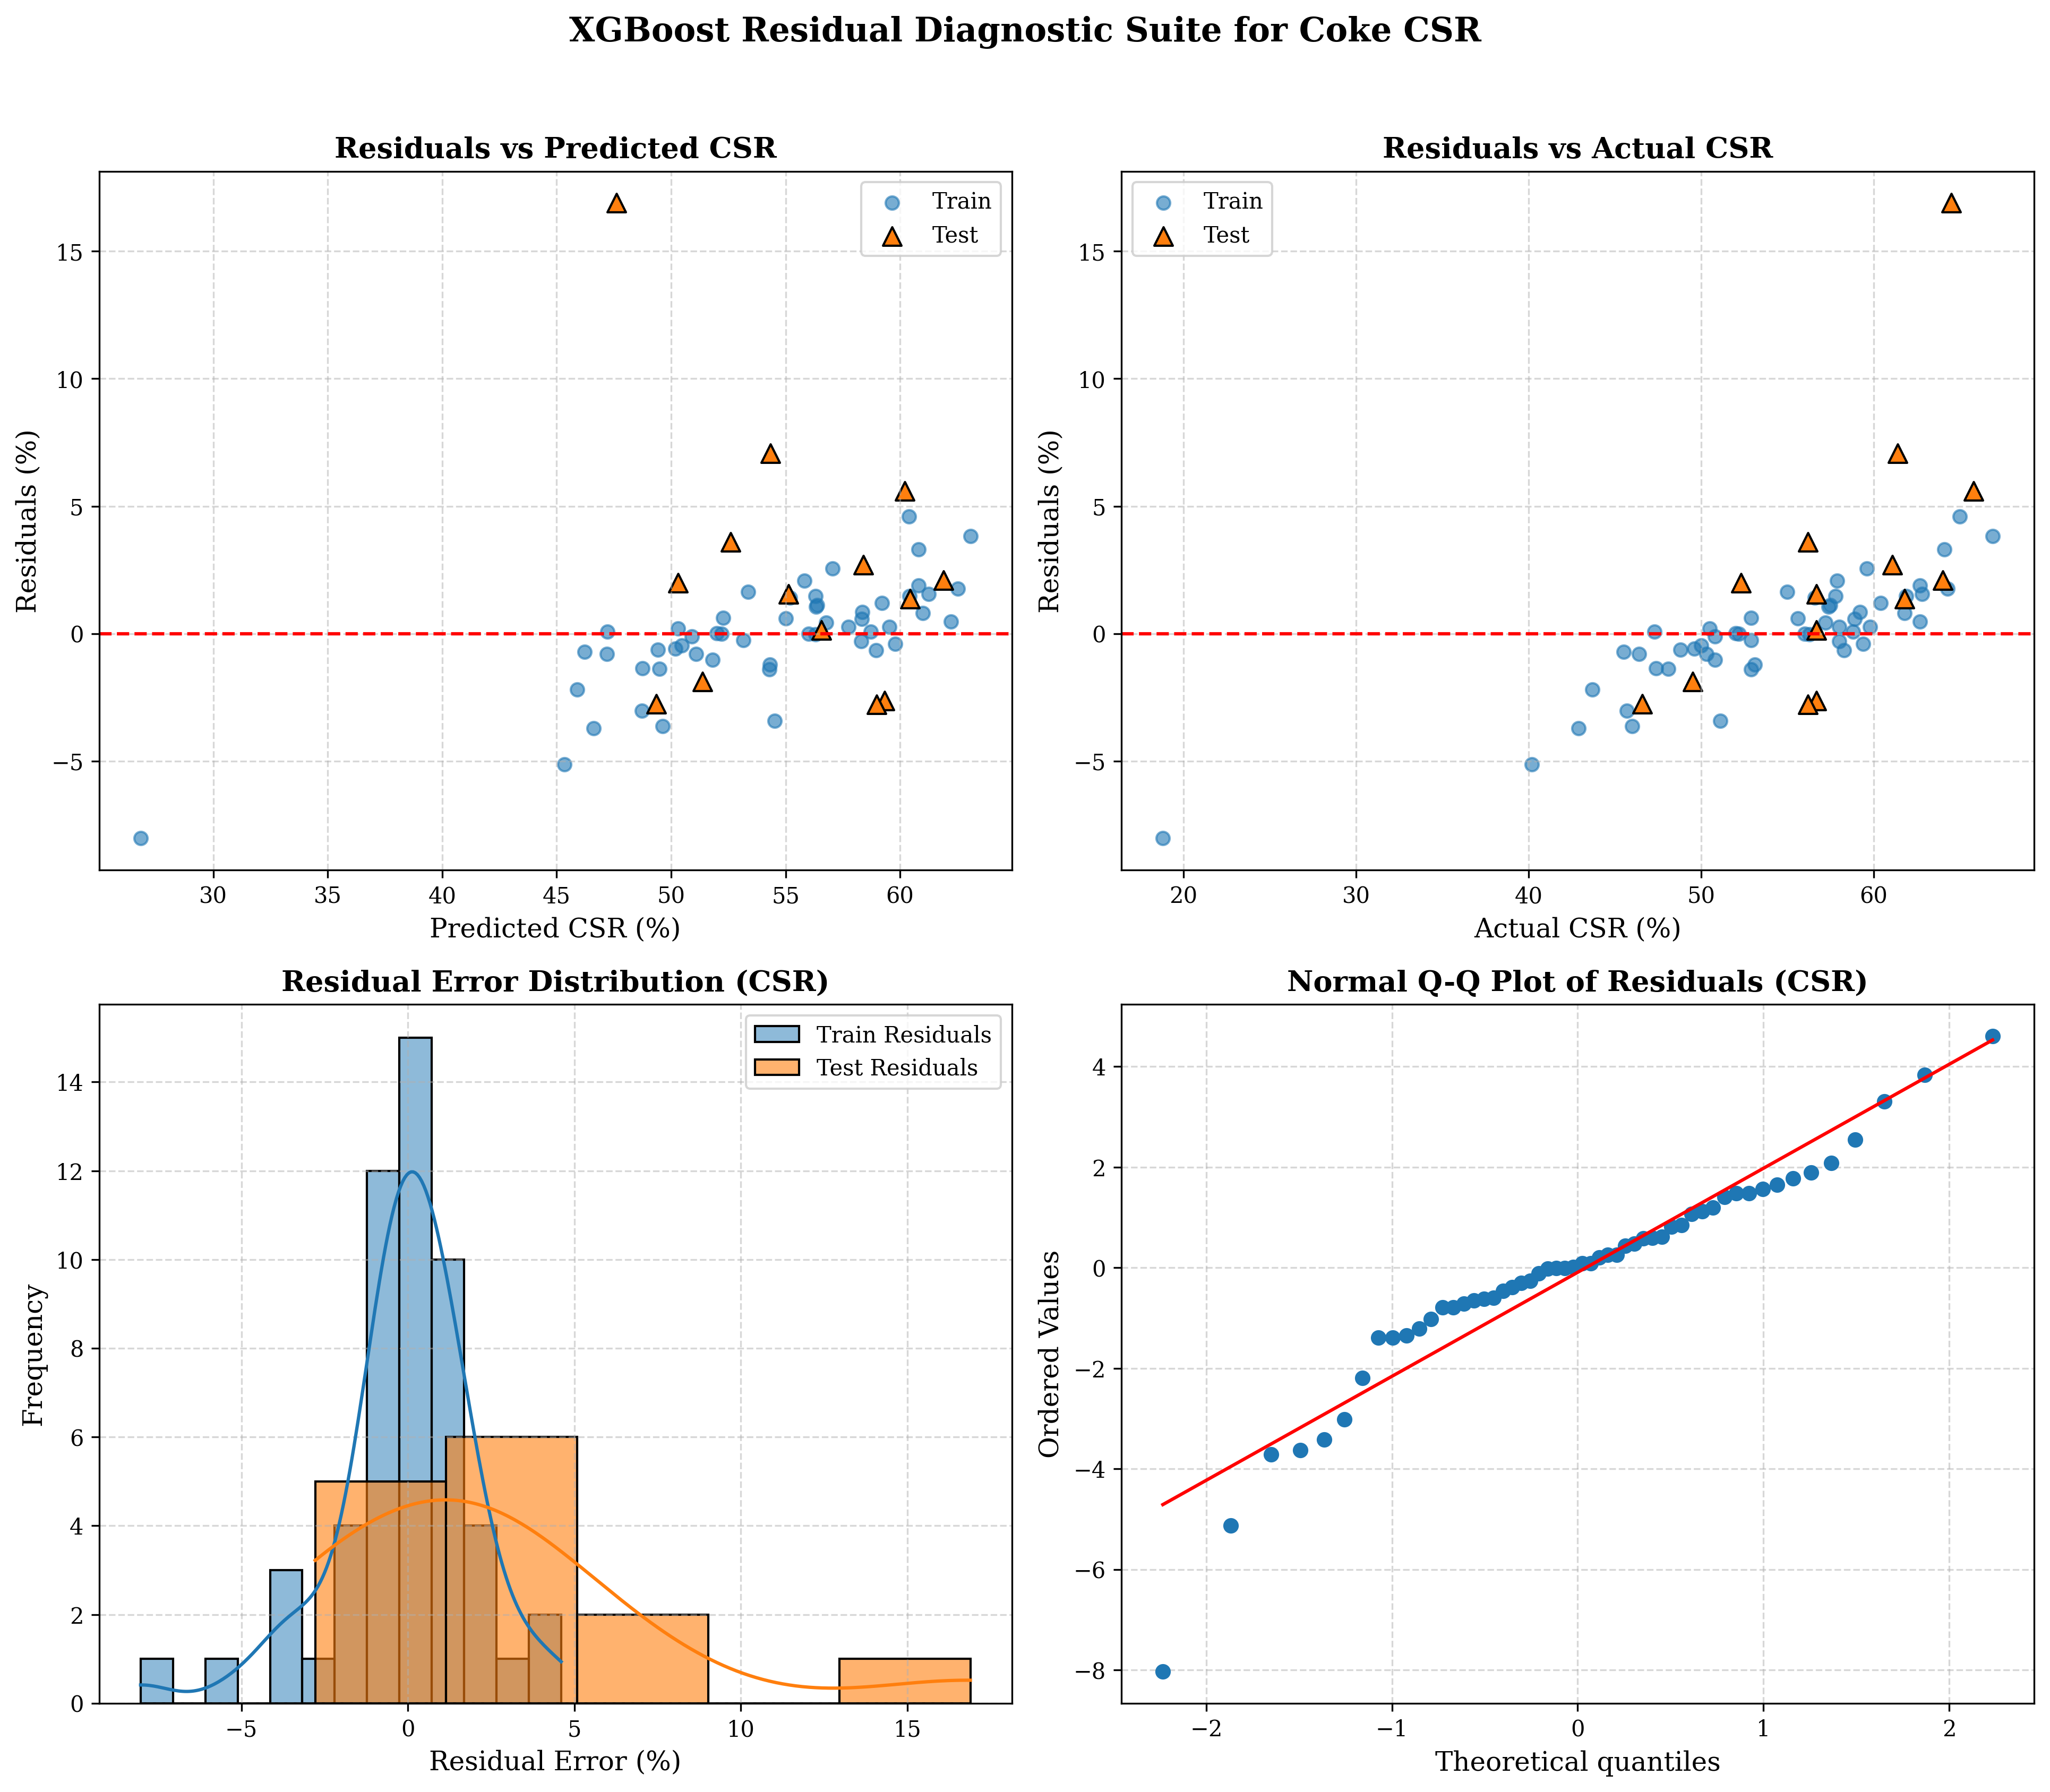 XGBoost Residual Diagnostic Suite for Coke CSR
Residuals vs Predicted CSR
Residuals (%)
15
10
5
0
−5
30 35 40 45 50 55 60
Predicted CSR (%)
Train
Test
Residuals vs Actual CSR
Residuals (%)
15
10
5
0
−5
20 30 40 50 60
Actual CSR (%)
Train
Test
Residual Error Distribution (CSR)
Frequency
14
12
10
8
6
4
2
0
−5 0 5 10 15
Residual Error (%)
Train Residuals
Test Residuals
Normal Q-Q Plot of Residuals (CSR)
Ordered Values
4
2
0
−2
−4
−6
−8
−2 −1 0 1 2
Theoretical quantiles